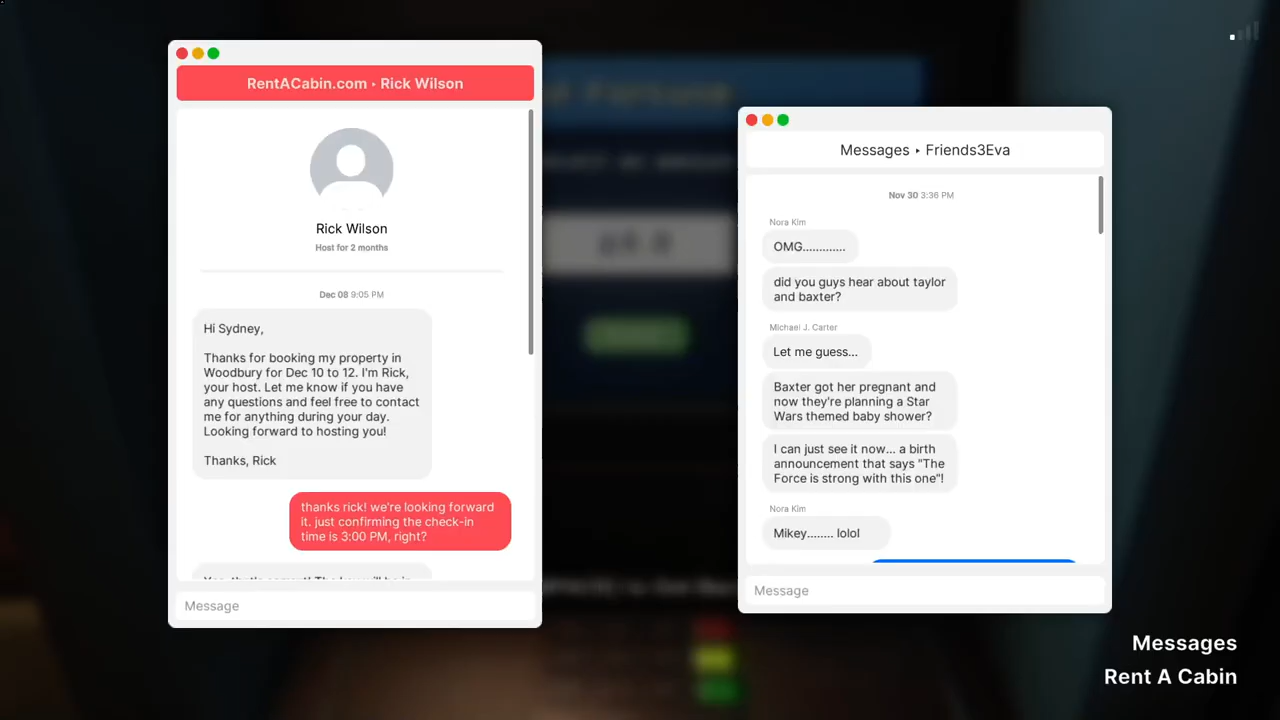 RentACabin.com ‣ Rick Wilson
Rick Wilson
Host for 2 months
Dec 08 9:05 PM
Hi Sydney,
Thanks for booking my property in
Woodbury for Dec 10 to 12. I'm Rick,
your host. Let me know if you have
any questions and feel free to contact
me for anything during your day.
Looking forward to hosting you!
Thanks, Rick
thanks rick! we're looking forward
it. just confirming the check-in
time is 3:00 PM, right?
Message
Messages ‣ Friends3Eva
Nov 30 3:36 PM
Nora Kim
OMG.............
did you guys hear about taylor
and baxter?
Michael J. Carter
Let me guess...
Baxter got her pregnant and
now they're planning a Star
Wars themed baby shower?
I can just see it now... a birth
announcement that says "The
Force is strong with this one"!
Nora Kim
Mikey........ lolol
Message
Messages
Rent A Cabin